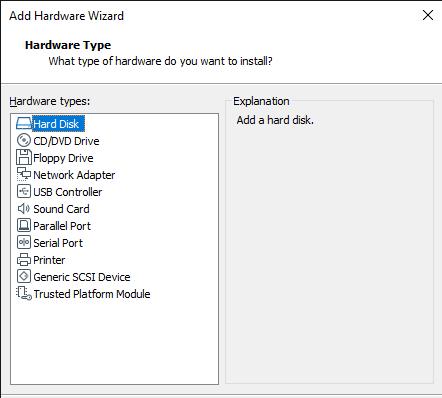 Add Hardware Wizard
Hardware Type
What type of hardware do you want to install?
Hardware types:
Hard Disk
CD/DVD Drive
Floppy Drive
Network Adapter
USB Controller
Sound Card
Parallel Port
Serial Port
Printer
Generic SCSI Device
Trusted Platform Module
Explanation
Add a hard disk.